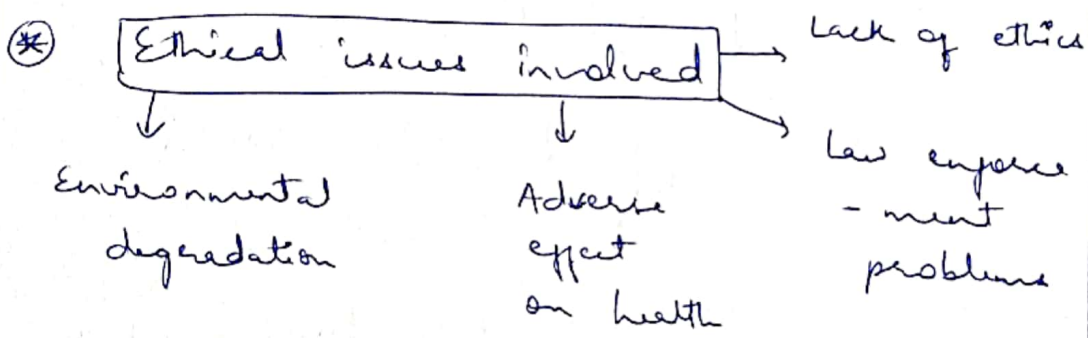 Ethical issues involved
Lack of ethics
Environmental
degradation
Adverse
effect
on health
Law enforce
- ment
problems